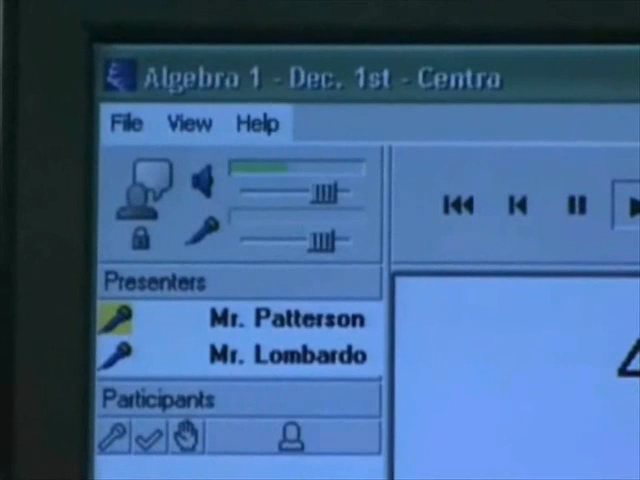 Algebra 1 - Dec. 1st - Centra
File View Help
Presenters
Mr. Patterson
Mr. Lombardo
Participants